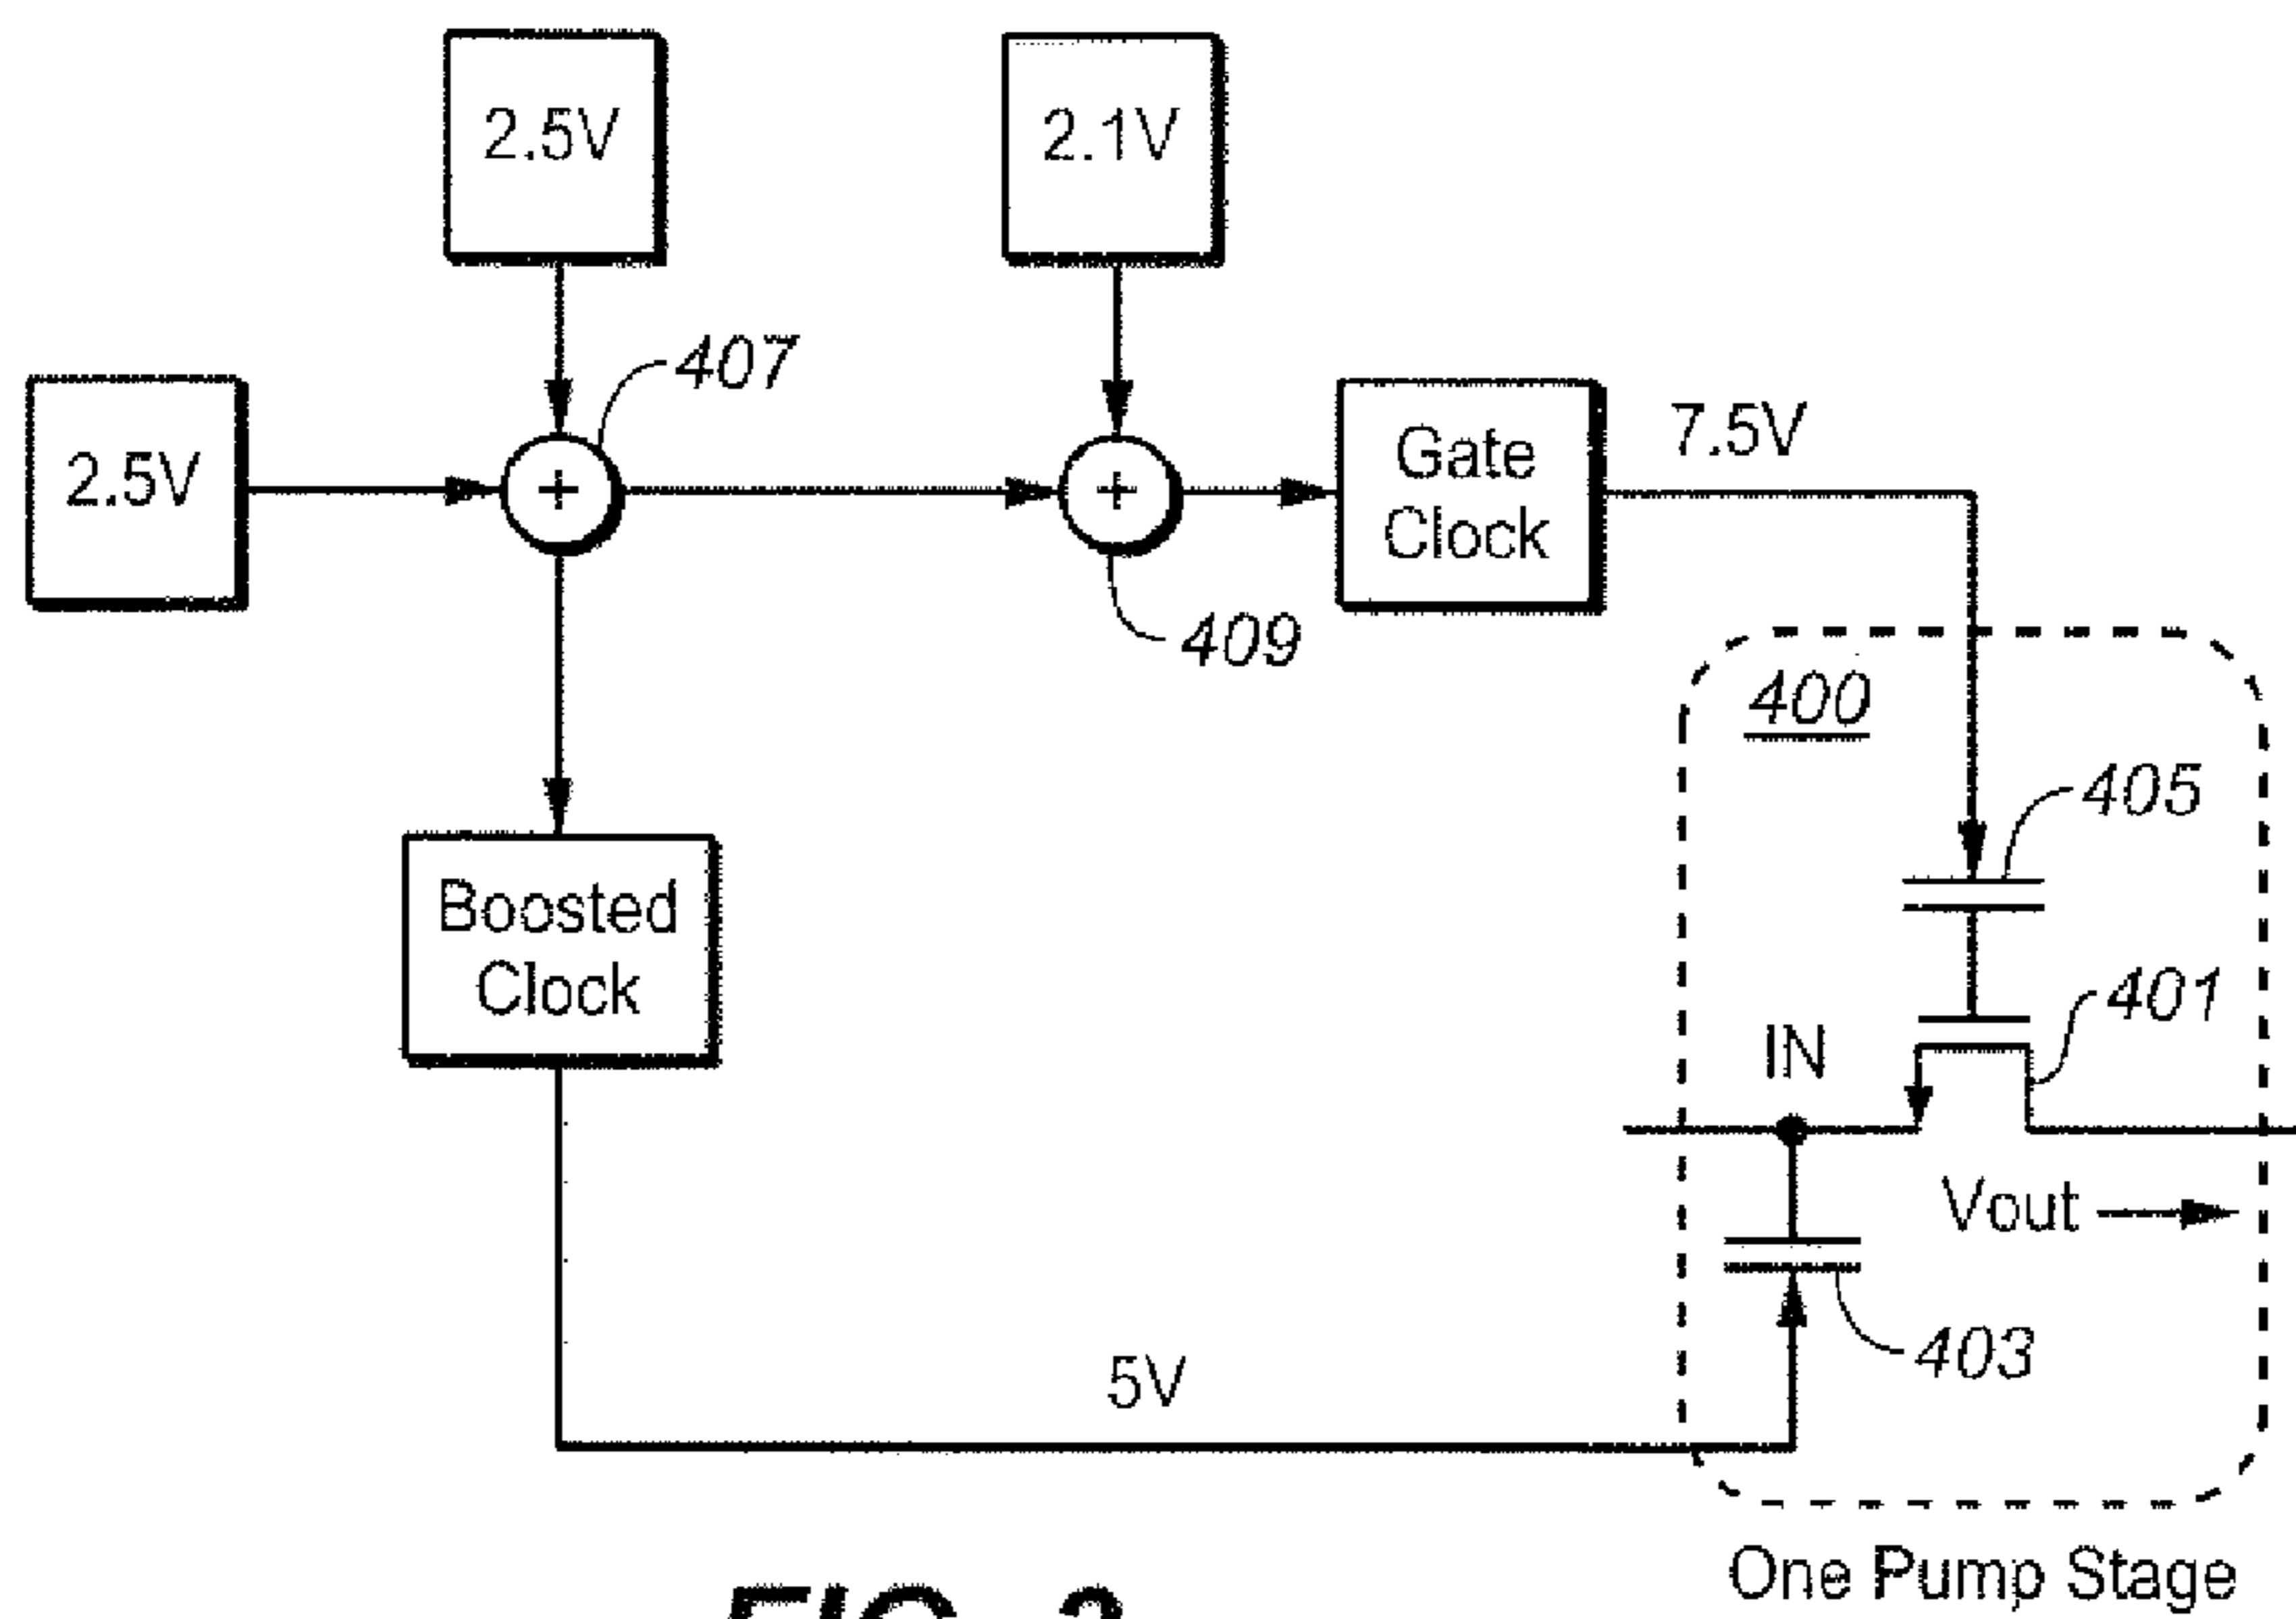 2.5V
2.1V
407
2.5V
+
+
Gate
Clock
7.5V
409
400
405
Boosted
Clock
401
IN
Vout
403
5V
One Pump Stage